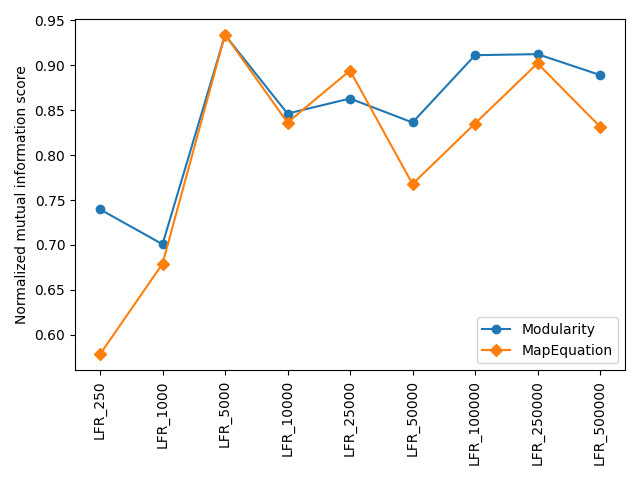 Normalized mutual information score
0.95
0.90
0.85
0.80
0.75
0.70
0.65
0.60
Modularity
MapEquation
LFR_250
LFR_1000
LFR_5000
LFR_10000
LFR_25000
LFR_50000
LFR_100000
LFR_250000
LFR_500000